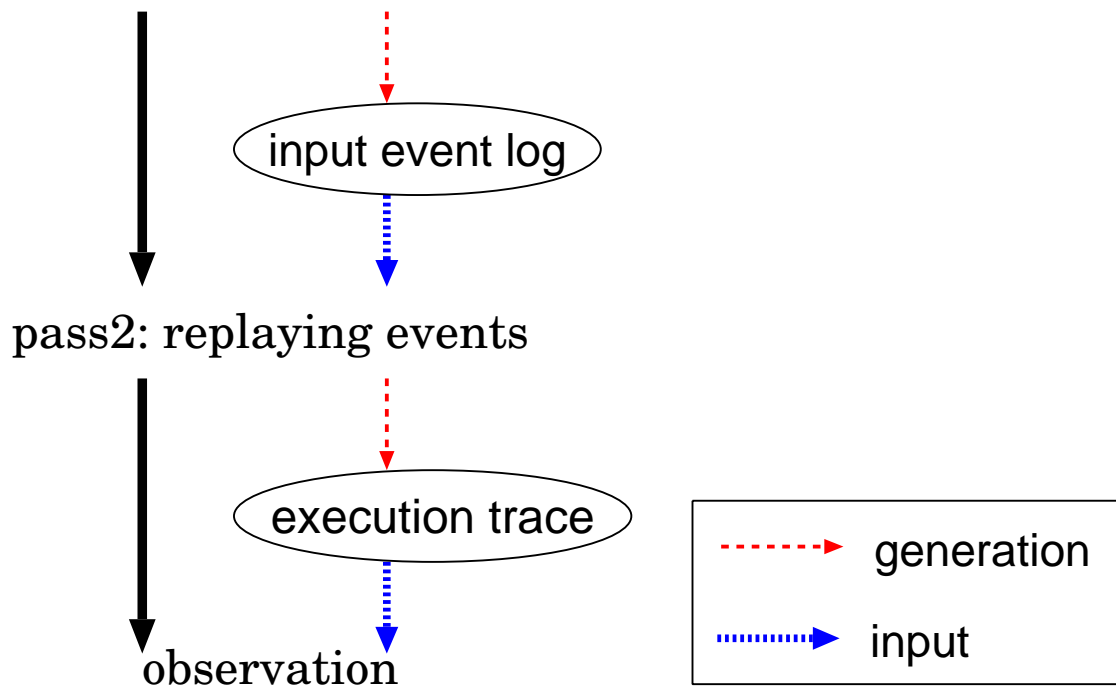 input event log
pass2: replaying events
execution trace
generation
input
observation